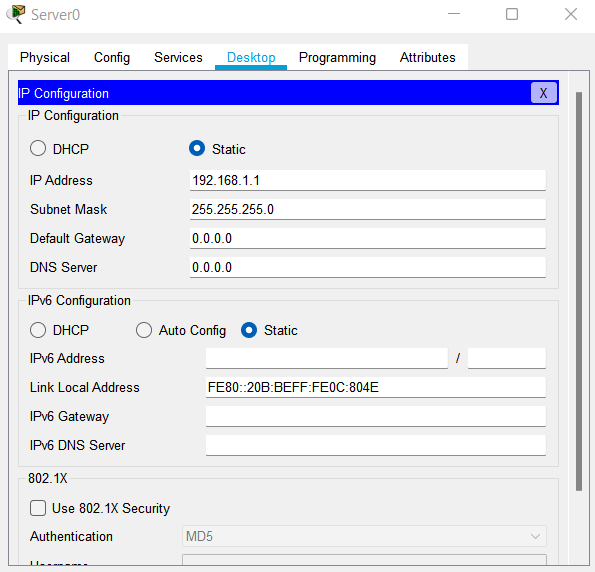 Server0
Physical Config Services Desktop Programming Attributes
IP Configuration X
IP Configuration
DHCP Static
IP Address 192.168.1.1
Subnet Mask 255.255.255.0
Default Gateway 0.0.0.0
DNS Server 0.0.0.0
IPv6 Configuration
DHCP Auto Config Static
IPv6 Address /
Link Local Address FE80::20B:BEFF:FE0C:804E
IPv6 Gateway
IPv6 DNS Server
802.1X
Use 802.1X Security
Authentication MD5
Username